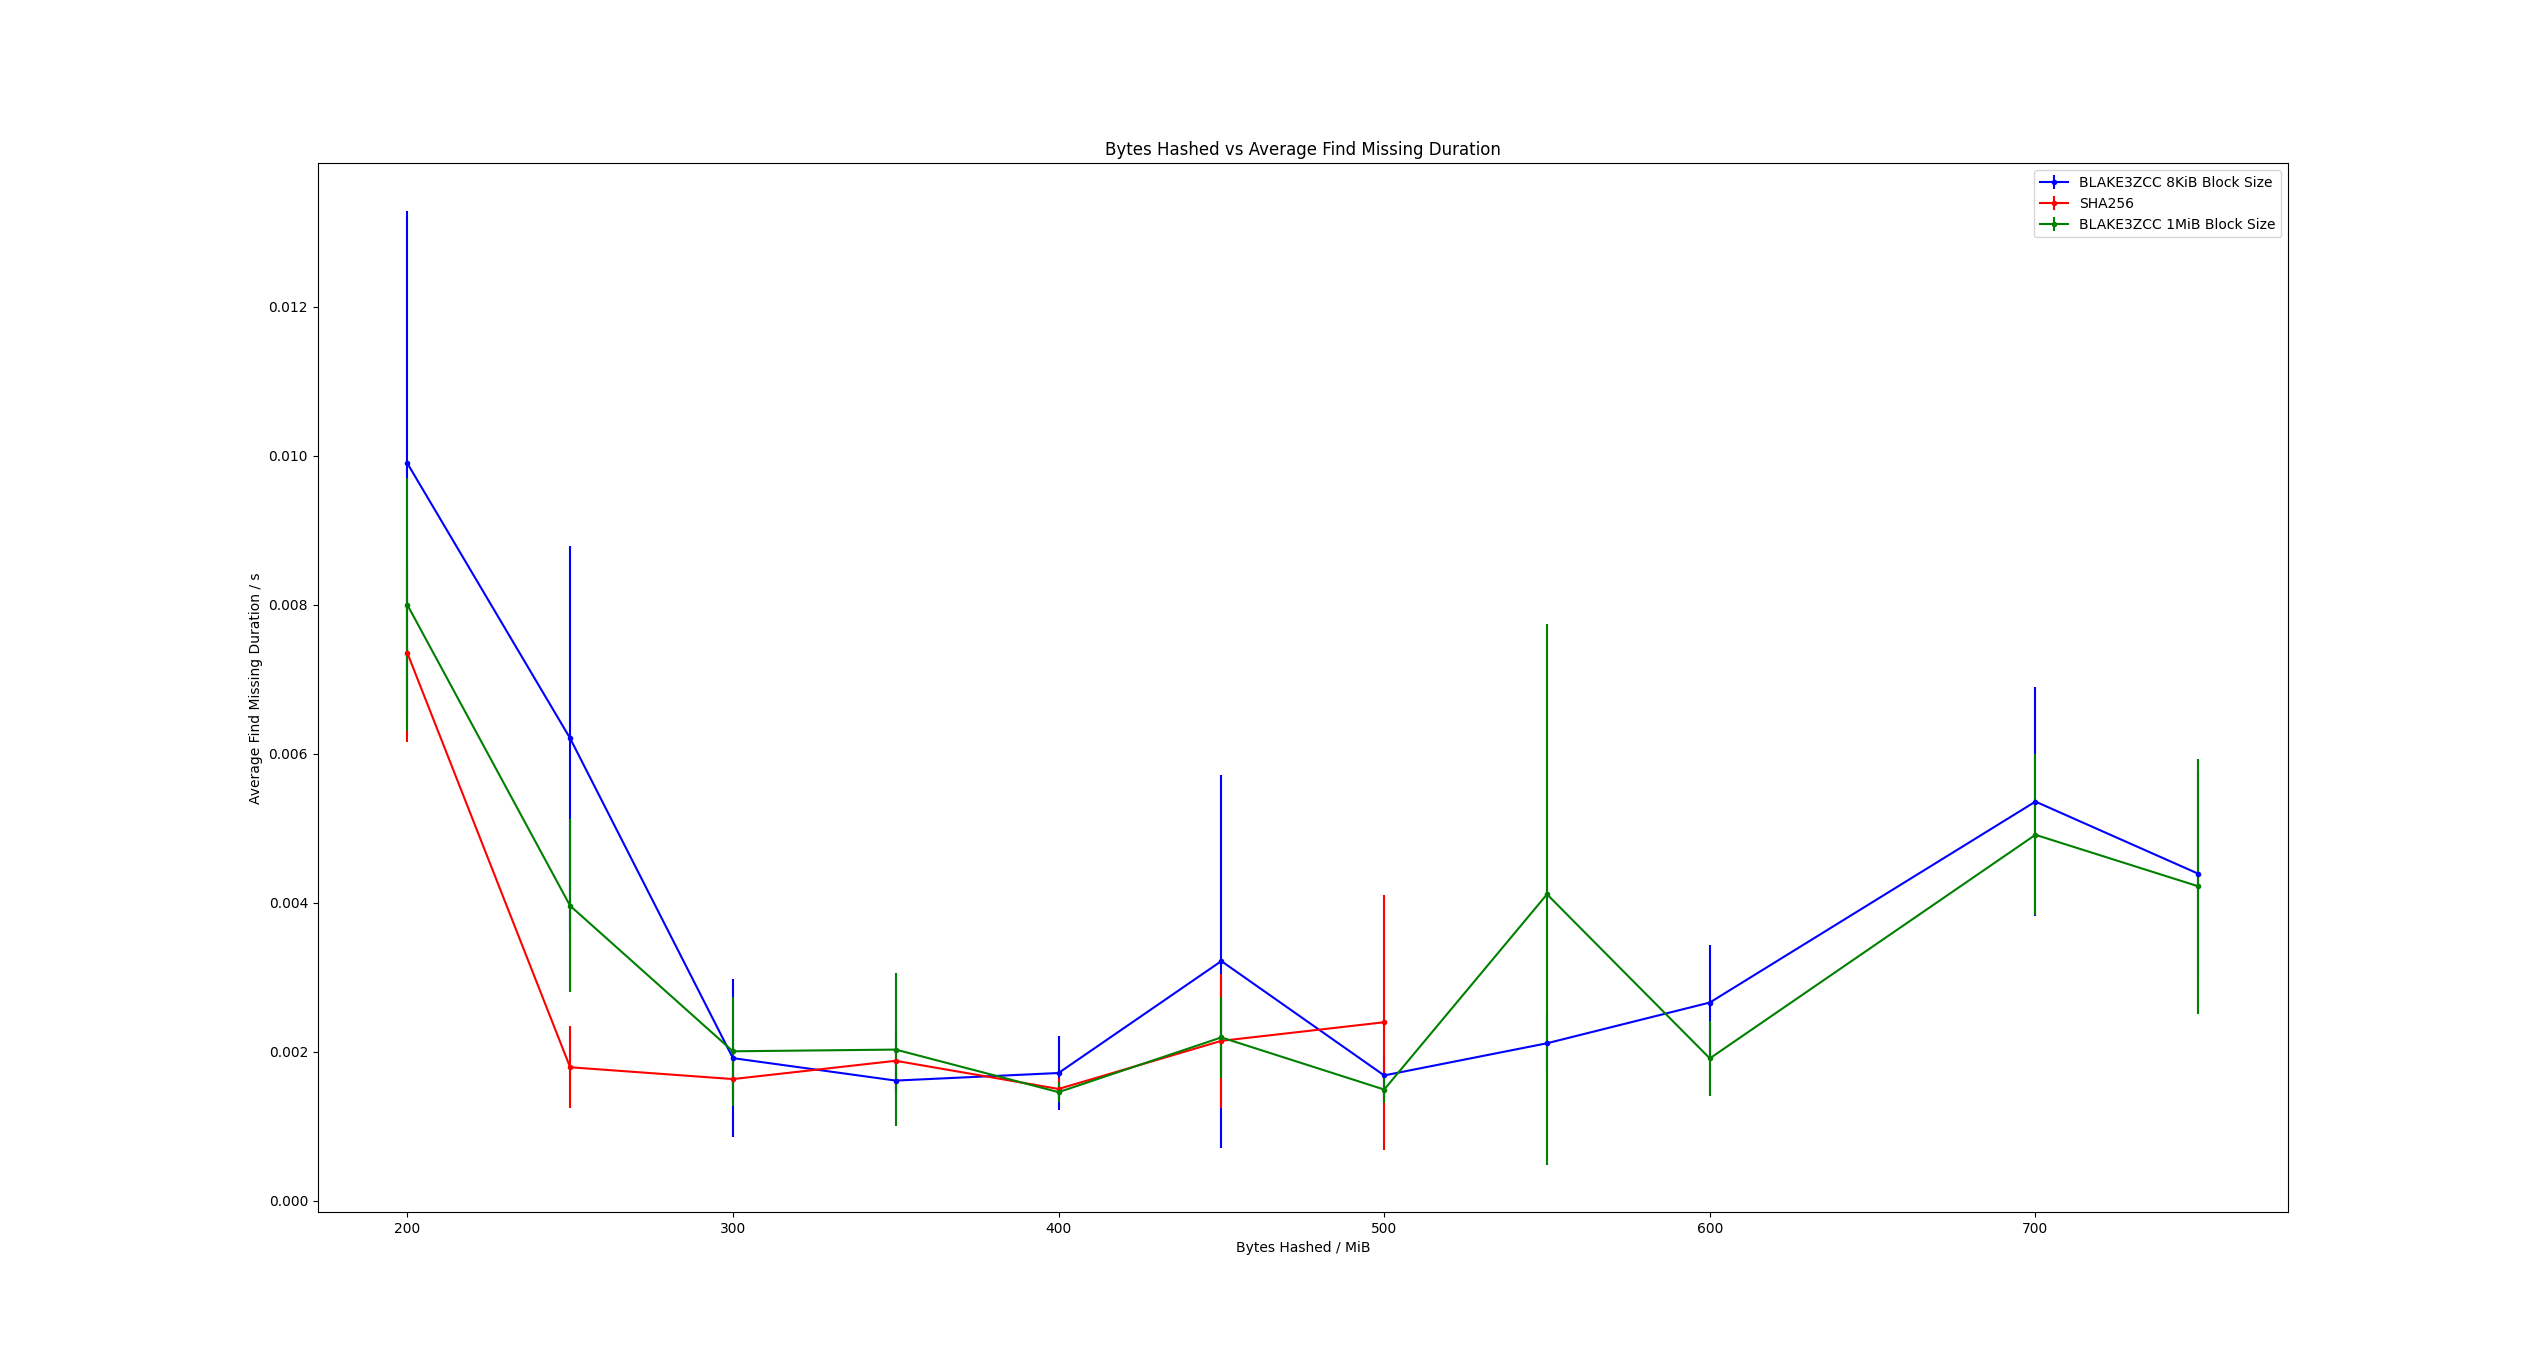 Bytes Hashed vs Average Find Missing Duration
BLAKE3ZCC 8KiB Block Size
SHA256
BLAKE3ZCC 1MiB Block Size
0.012
0.010
0.008
0.006
0.004
0.002
0.000
Average Find Missing Duration / s
200 300 400 500 600 700
Bytes Hashed / MiB